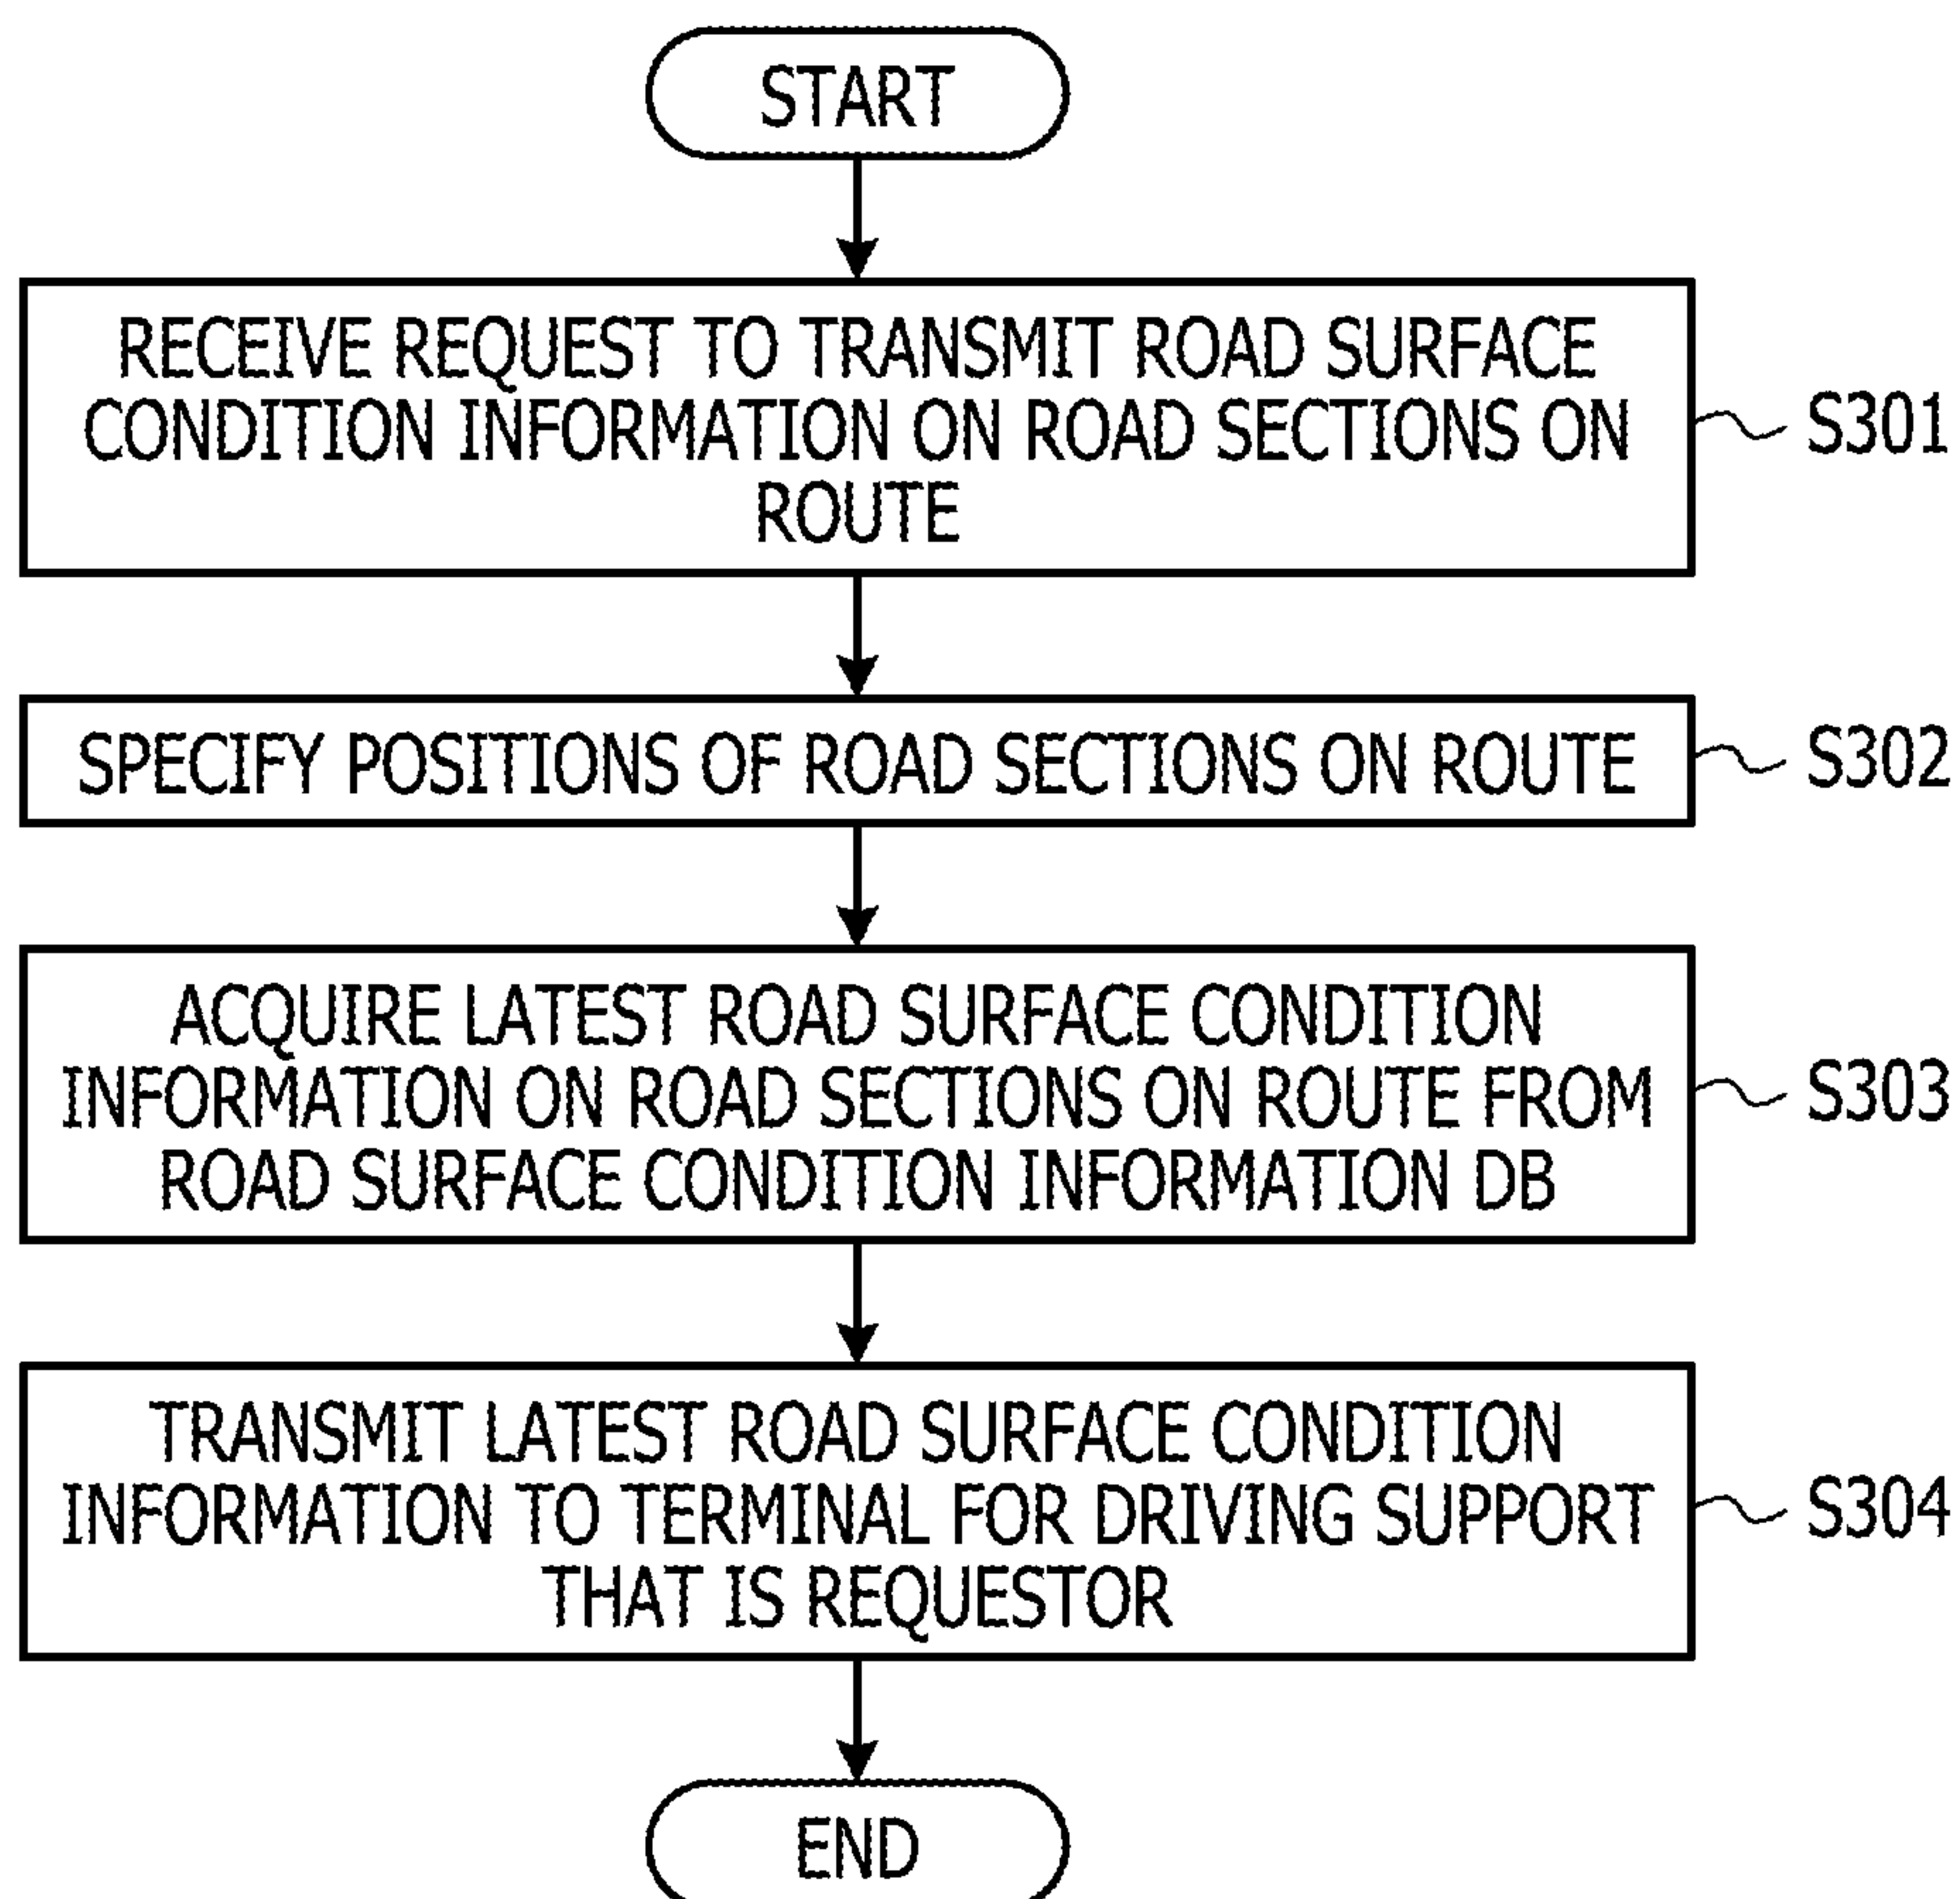 START
RECEIVE REQUEST TO TRANSMIT ROAD SURFACE
CONDITION INFORMATION ON ROAD SECTIONS ON
ROUTE
S301
SPECIFY POSITIONS OF ROAD SECTIONS ON ROUTE
S302
ACQUIRE LATEST ROAD SURFACE CONDITION
INFORMATION ON ROAD SECTIONS ON ROUTE FROM
ROAD SURFACE CONDITION INFORMATION DB
S303
TRANSMIT LATEST ROAD SURFACE CONDITION
INFORMATION TO TERMINAL FOR DRIVING SUPPORT
THAT IS REQUESTOR
S304
END